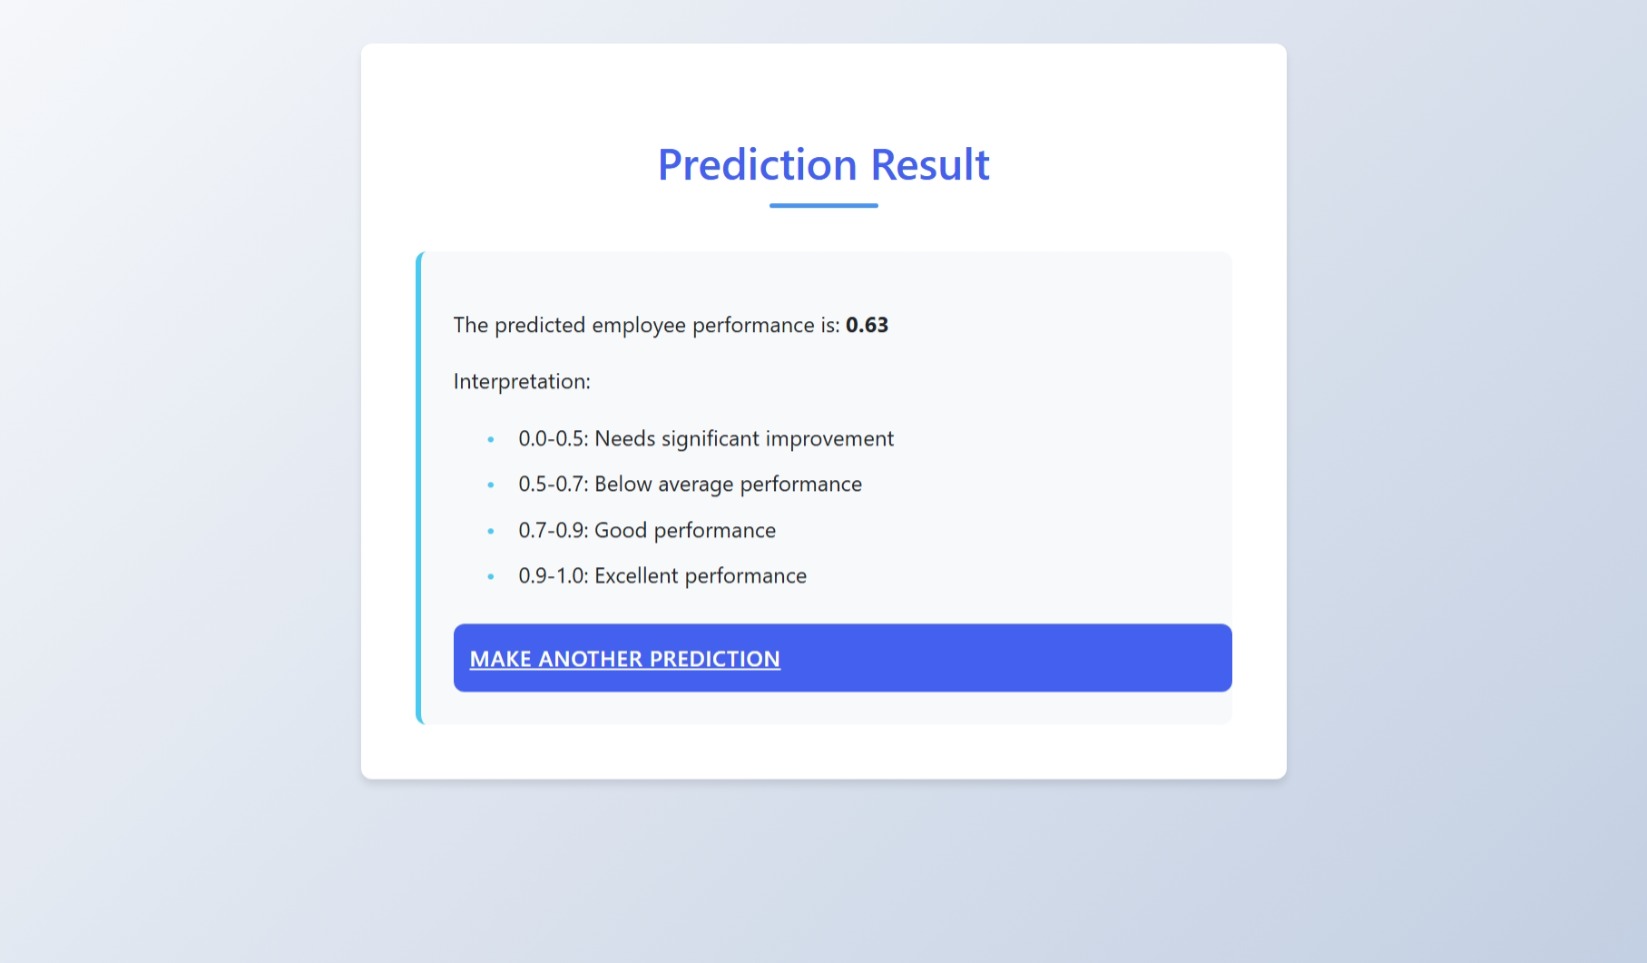 Prediction Result
The predicted employee performance is: 0.63
Interpretation:
• 0.0-0.5: Needs significant improvement
• 0.5-0.7: Below average performance
• 0.7-0.9: Good performance
• 0.9-1.0: Excellent performance
MAKE ANOTHER PREDICTION